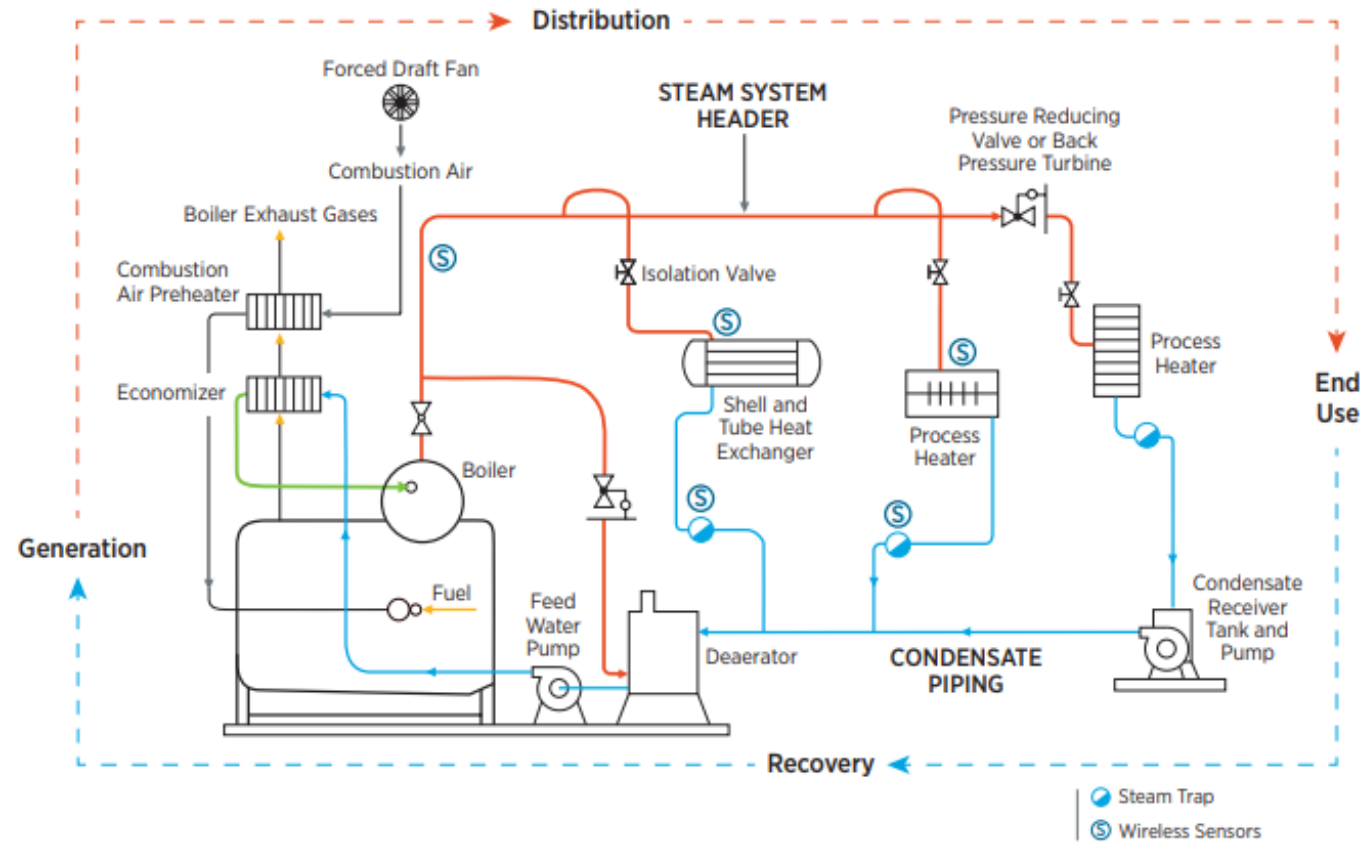 Distribution
Forced Draft Fan
STEAM SYSTEM
HEADER
Pressure Reducing
Valve or Back
Pressure Turbine
Combustion Air
Boiler Exhaust Gases
S
Combustion
Air Preheater
Isolation Valve
S
S
Process
Heater
Economizer
End
Use
Shell and
Tube Heat
Exchanger
Process
Heater
Boiler
S
S
Generation
Fuel
Feed
Water
Pump
Condensate
Receiver
Tank and
Pump
Deaerator
CONDENSATE
PIPING
Recovery
Steam Trap
S Wireless Sensors